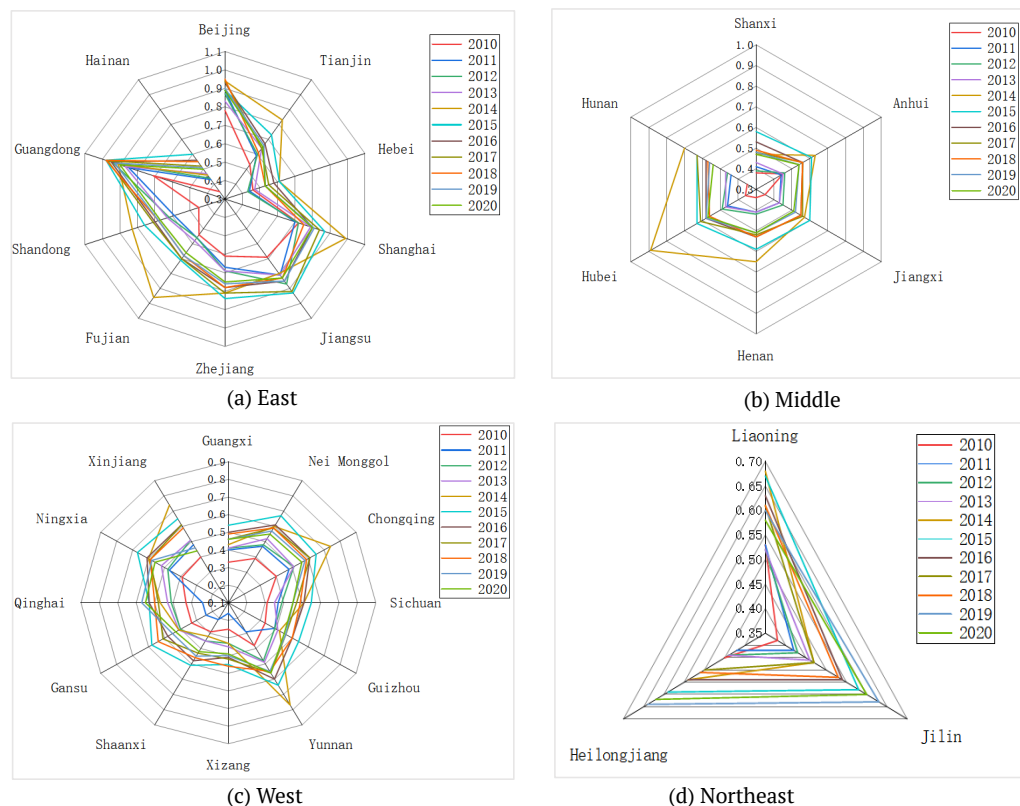 Beijing
Hainan
Tianjin
Guangdong
Hebei
Shandong
Shanghai
Fujian
Jiangsu
Zhejiang
1.1
1.0
0.9
0.8
0.7
0.6
0.5
0.4
0.3
2010
2011
2012
2013
2014
2015
2016
2017
2018
2019
2020
(a) East
Shanxi
Hunan
Anhui
Hubei
Jiangxi
Henan
1.0
0.9
0.8
0.7
0.6
0.5
0.4
0.3
2010
2011
2012
2013
2014
2015
2016
2017
2018
2019
2020
(b) Middle
Guangxi
Xinjiang
Nei Monggol
Ningxia
Chongqing
Qinghai
Sichuan
Gansu
Guizhou
Shaanxi
Yunnan
Xizang
0.9
0.8
0.7
0.6
0.5
0.4
0.3
0.2
0.1
2010
2011
2012
2013
2014
2015
2016
2017
2018
2019
2020
(c) West
Liaoning
0.70
0.65
0.60
0.55
0.50
0.45
0.40
0.35
Heilongjiang
Jilin
2010
2011
2012
2013
2014
2015
2016
2017
2018
2019
2020
(d) Northeast